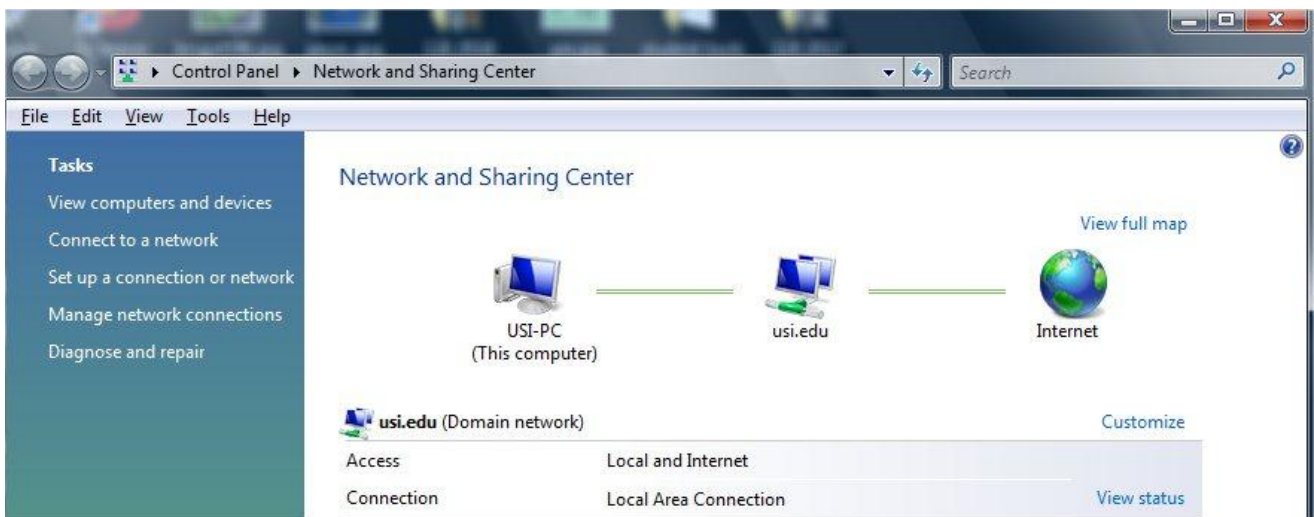 Control Panel Network and Sharing Center Search
File Edit View Tools Help
Tasks
View computers and devices
Connect to a network
Set up a connection or network
Manage network connections
Diagnose and repair
Network and Sharing Center
View full map
USI-PC
(This computer)
usi.edu
Internet
usi.edu (Domain network) Customize
Access Local and Internet
Connection Local Area Connection View status